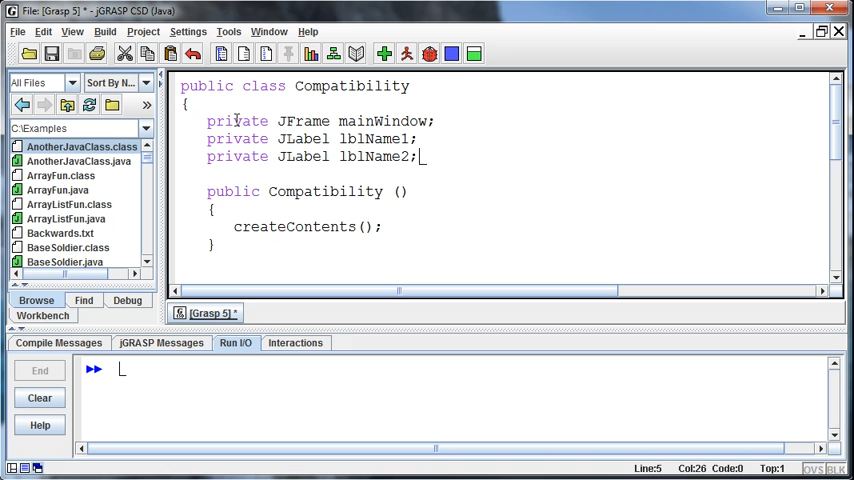 File: [Grasp 5] * - jGRASP CSD (Java)
File Edit View Build Project Settings Tools Window Help
All Files
Sort By N...
C:\Examples
AnotherJavaClass.class
AnotherJavaClass.java
ArrayFun.class
ArrayFun.java
ArrayListFun.class
ArrayListFun.java
Backwards.txt
BaseSoldier.class
BaseSoldier.java
Browse Find Debug
Workbench
public class Compatibility
{
private JFrame mainWindow;
private JLabel lblName1;
private JLabel lblName2;
public Compatibility ()
{
createContents();
}
[Grasp 5] *
Compile Messages jGRASP Messages Run I/O Interactions
End
Clear
Help
Line:5 Col:26 Code:0 Top:1 OVS BLK